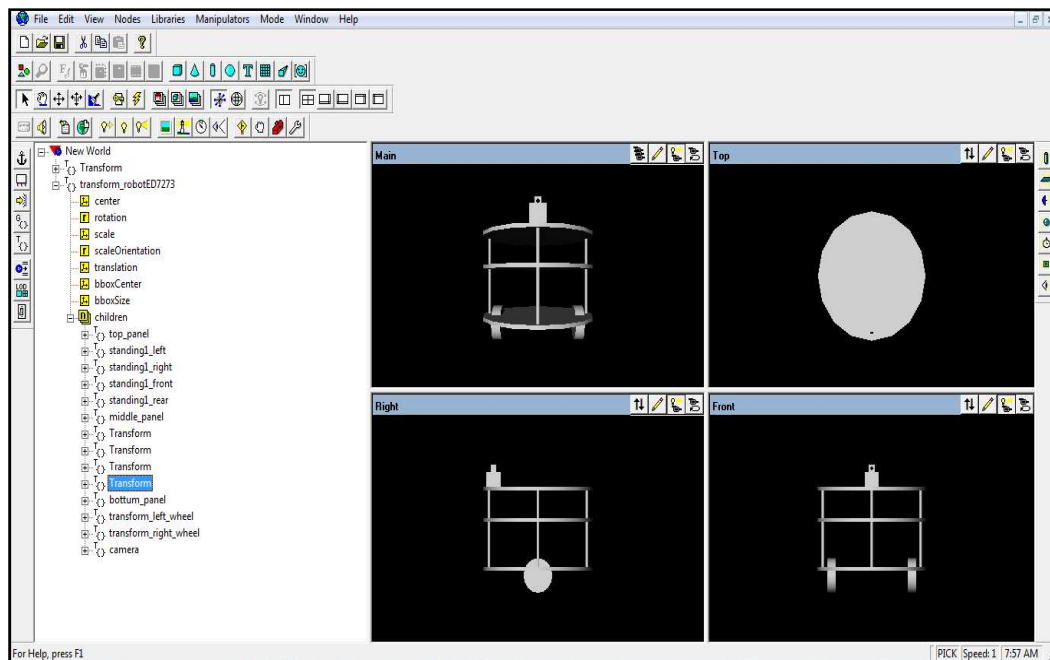 File Edit View Nodes Libraries Manipulators Mode Window Help
New World
Transform
transform_robotED7273
center
rotation
scale
scaleOrientation
translation
bboxCenter
bboxSize
children
top_panel
standing1_left
standing1_right
standing1_front
standing1_rear
middle_panel
Transform
Transform
Transform
Transform
bottum_panel
transform_left_wheel
transform_right_wheel
camera
Main
Top
Right
Front
For Help, press F1
PICK Speed: 1 7:57 AM